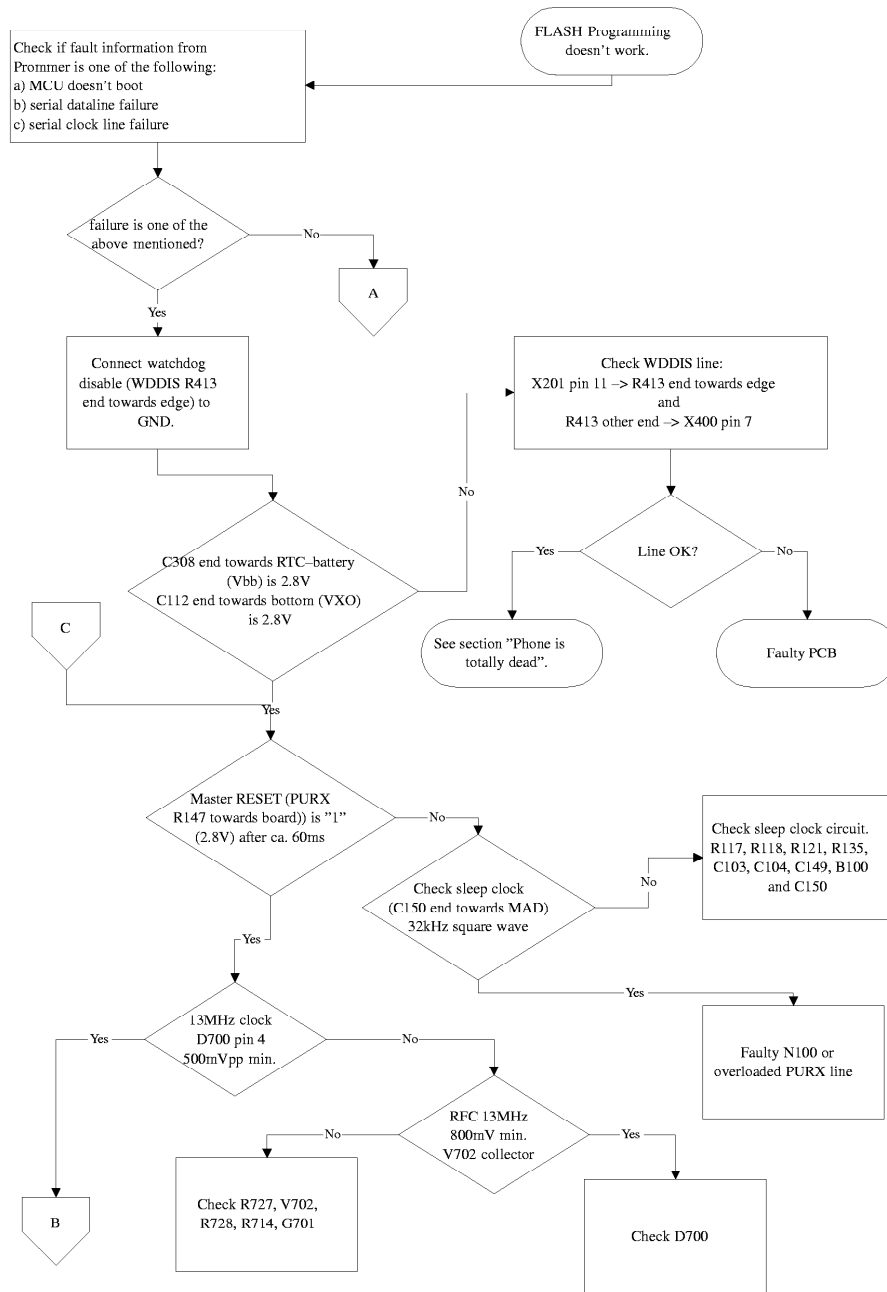 FLASH Programming
doesn't work.
Check if fault information from
Prommer is one of the following:
a) MCU doesn't boot
b) serial dataline failure
c) serial clock line failure
failure is one of the
above mentioned?
No
A
Yes
Connect watchdog
disable (WDDIS R413
end towards edge) to
GND.
Check WDDIS line:
X201 pin 11 –> R413 end towards edge
and
R413 other end –> X400 pin 7
No
C308 end towards RTC–battery
(Vbb) is 2.8V
C112 end towards bottom (VXO)
is 2.8V
Yes
Line OK?
No
C
See section ”Phone is
totally dead”.
Faulty PCB
Yes
Master RESET (PURX
R147 towards board)) is ”1”
(2.8V) after ca. 60ms
No
Check sleep clock circuit.
R117, R118, R121, R135,
C103, C104, C149, B100
and C150
Check sleep clock
(C150 end towards MAD)
32kHz square wave
No
Yes
Yes
13MHz clock
D700 pin 4
500mVpp min.
Yes
No
Faulty N100 or
overloaded PURX line
RFC 13MHz
800mV min.
V702 collector
No
Yes
B
Check R727, V702,
R728, R714, G701
Check D700